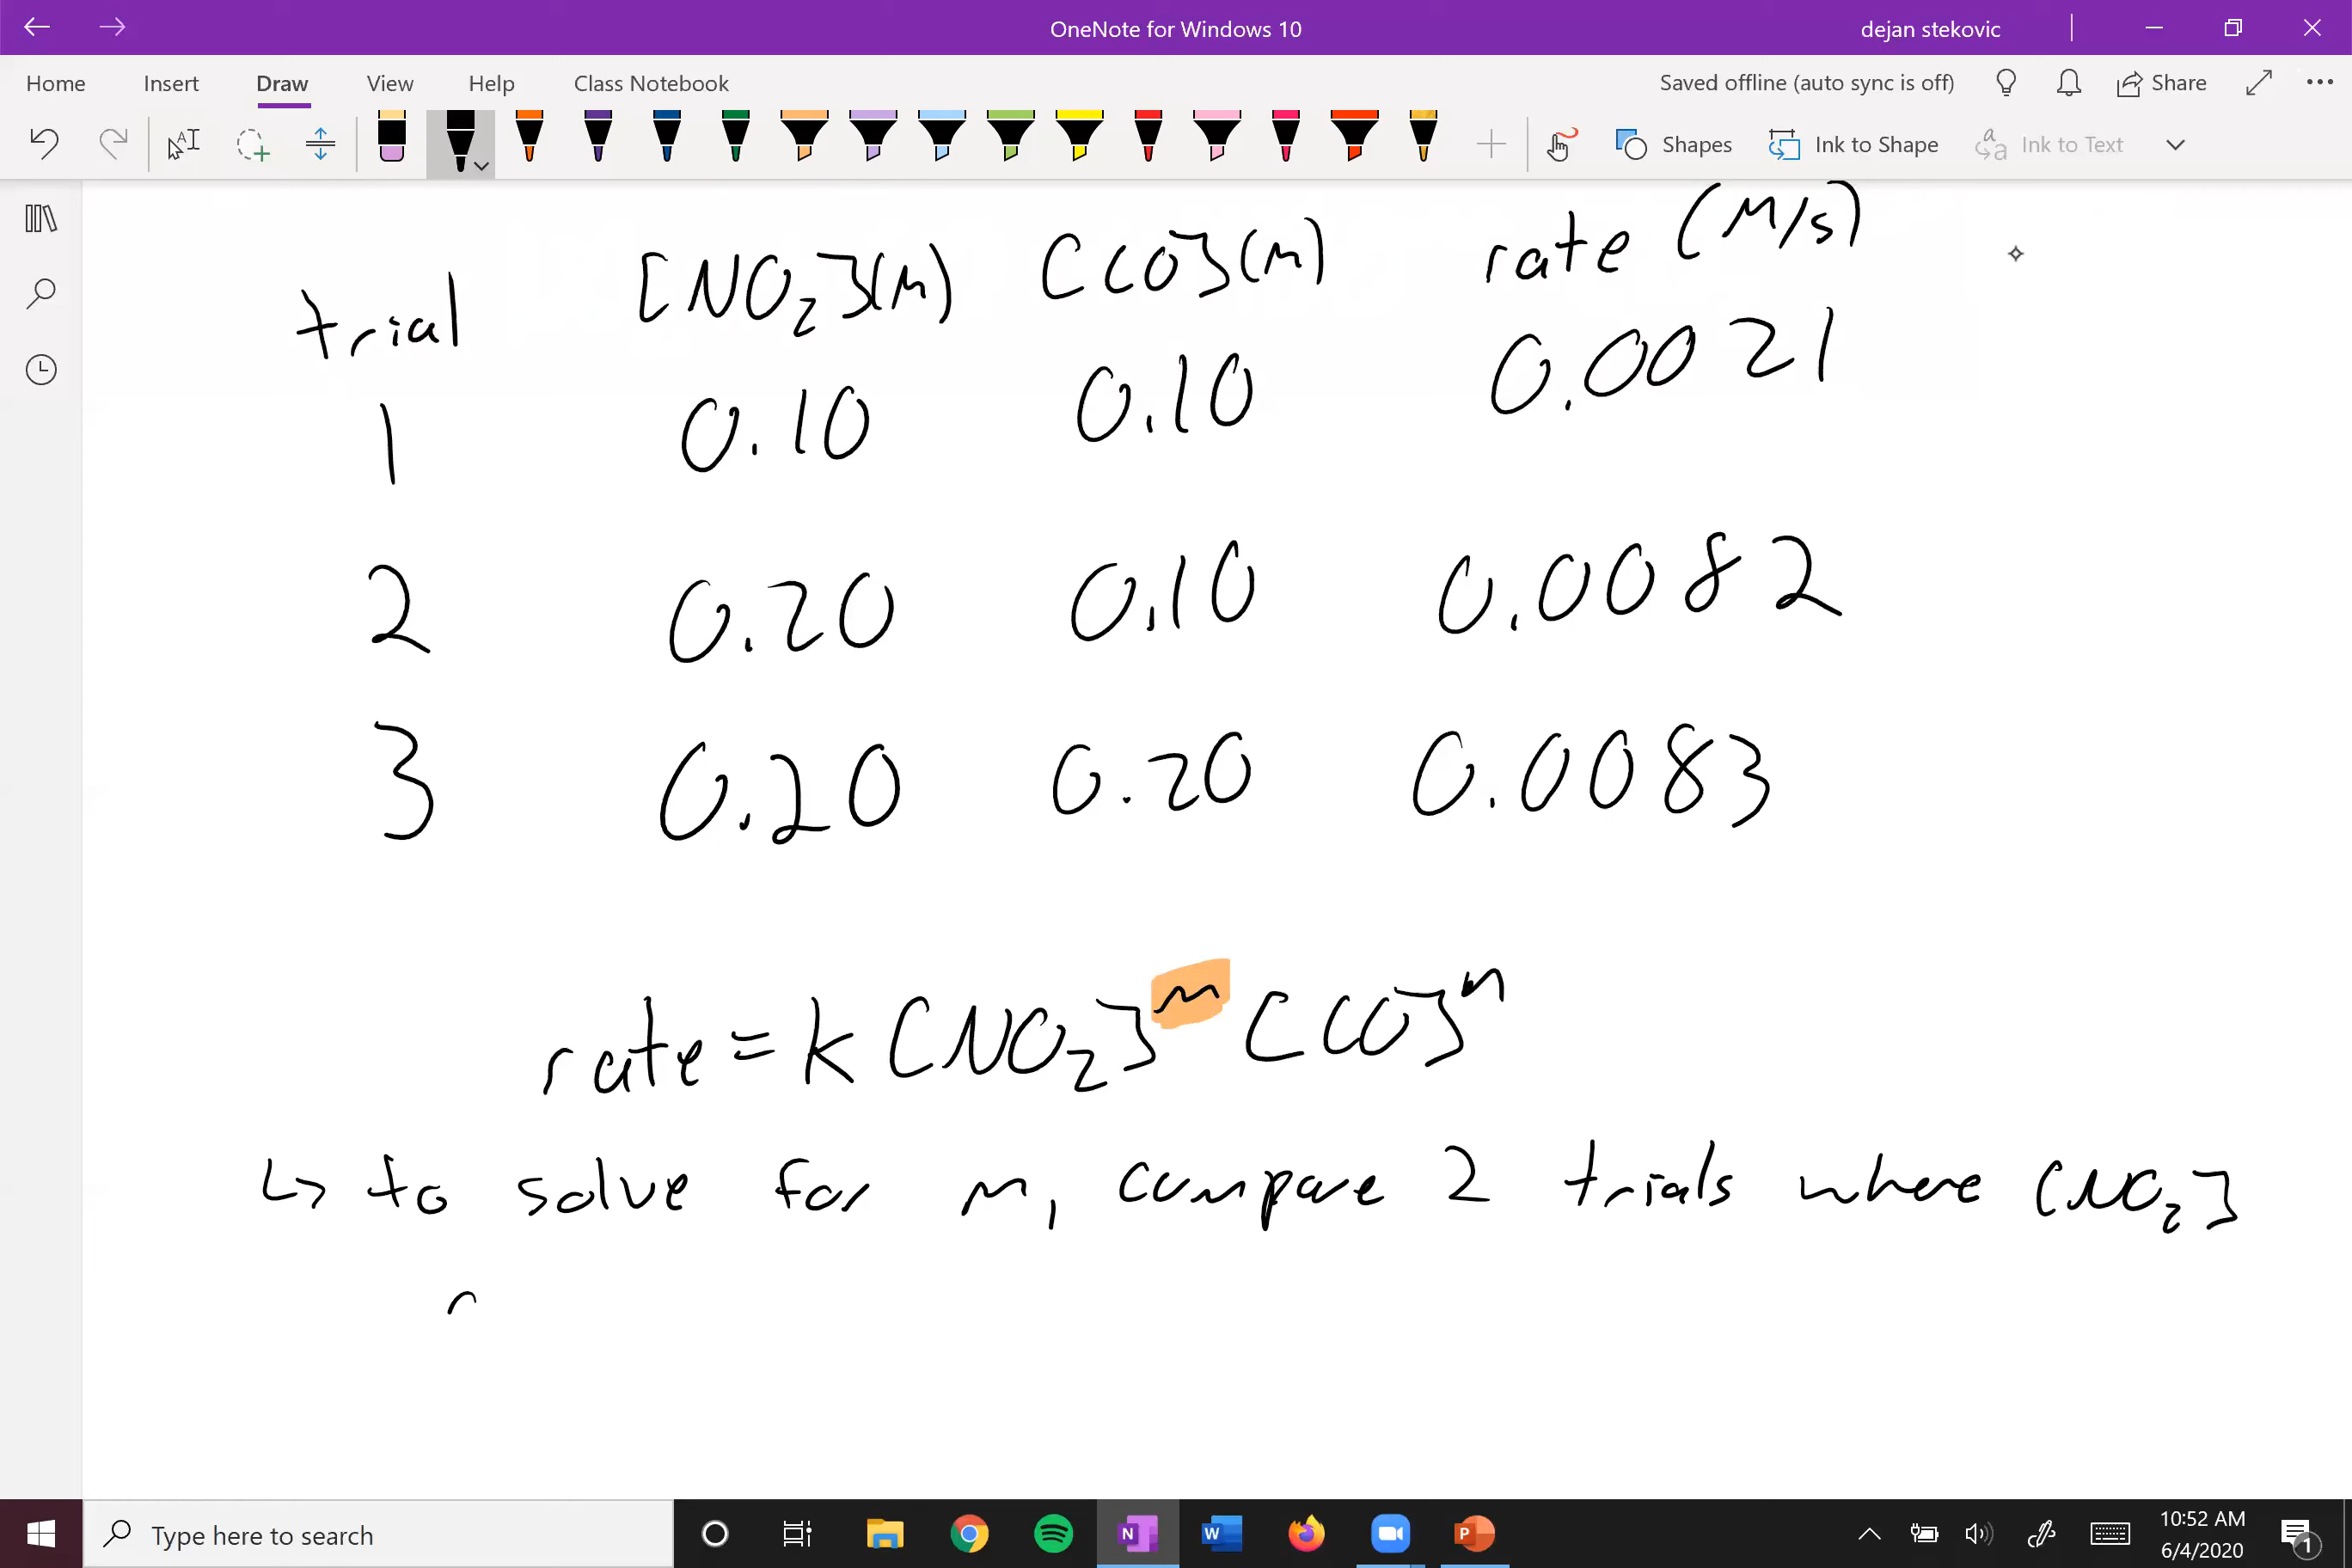 OneNote for Windows 10
dejan stekovic
Home Insert Draw View Help Class Notebook
Saved offline (auto sync is off) Share
Shapes Ink to Shape Ink to Text
trial [NO₂](M) [CO](M) rate (M/s)
1 0.10 0.10 0.0021
2 0.20 0.10 0.0082
3 0.20 0.20 0.0083
rate = k [NO₂]ᵐ [CO]ⁿ
↳ to solve for m, compare 2 trials where [NO₂]
Type here to search
10:52 AM
6/4/2020
1